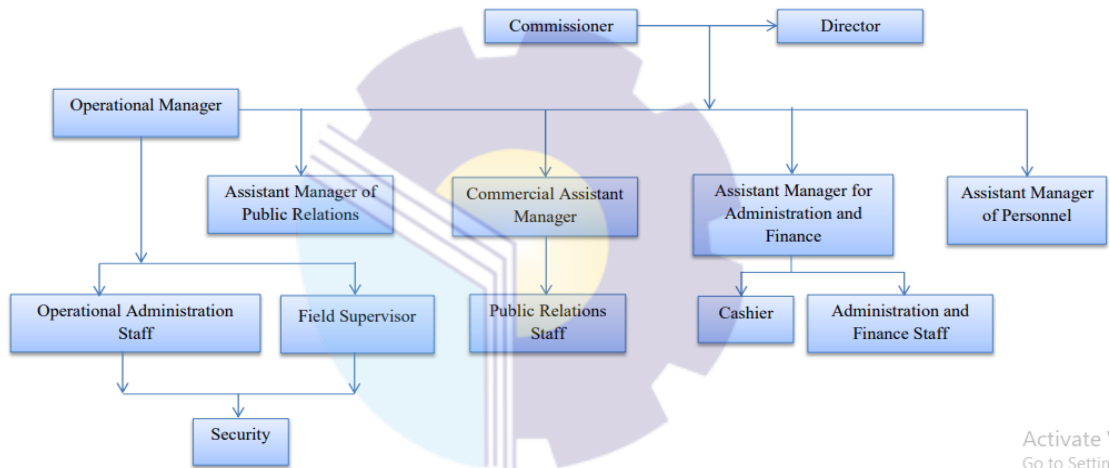 Commissioner
Director
Operational Manager
Assistant Manager of
Public Relations
Commercial Assistant
Manager
Assistant Manager for
Administration and
Finance
Assistant Manager
of Personnel
Operational Administration
Staff
Field Supervisor
Public Relations
Staff
Cashier
Administration and
Finance Staff
Security
Activate
Go to Settin